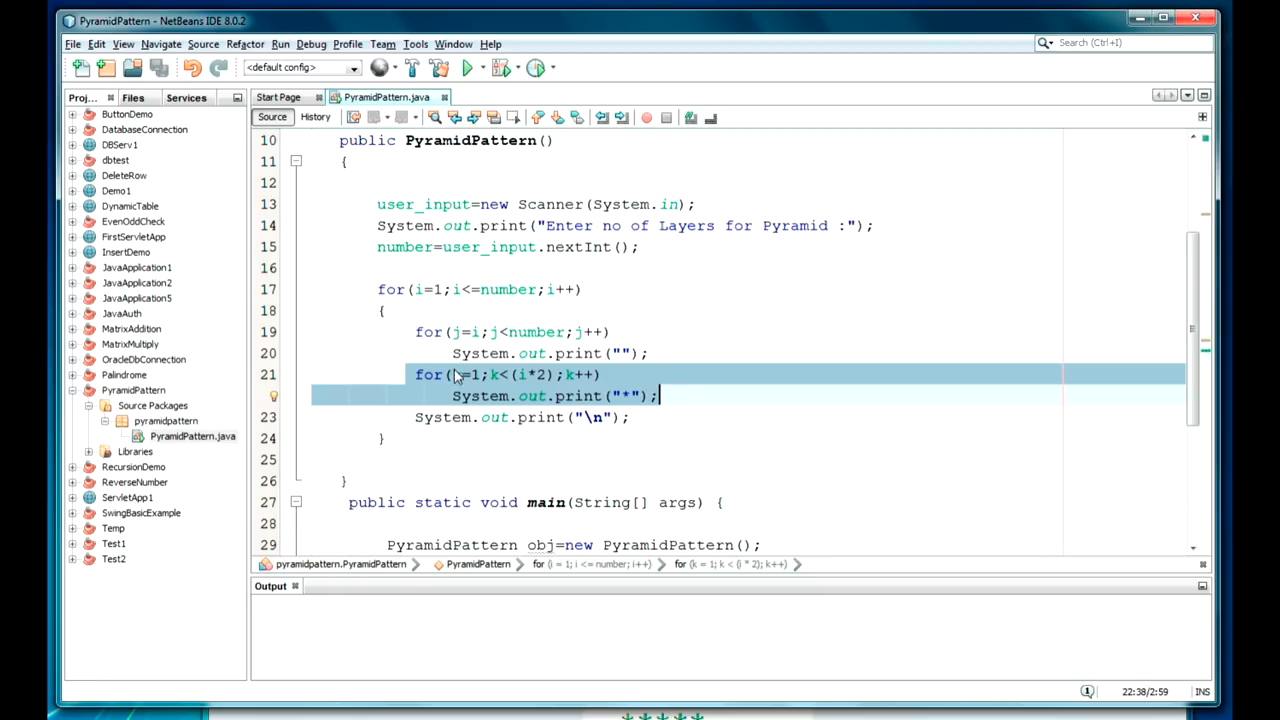 PyramidPattern - NetBeans IDE 8.0.2
File Edit View Navigate Source Refactor Run Debug Profile Team Tools Window Help
Search (Ctrl+I)
<default config>
Proj... Files Services
Start Page PyramidPattern.java
Source History
ButtonDemo
DatabaseConnection
DBServ1
dbtest
DeleteRow
Demo1
DynamicTable
EvenOddCheck
FirstServletApp
InsertDemo
JavaApplication1
JavaApplication2
JavaApplication5
JavaAuth
MatrixAddition
MatrixMultiply
OracleDbConnection
Palindrome
PyramidPattern
Source Packages
pyramidpattern
PyramidPattern.java
Libraries
RecursionDemo
ReverseNumber
ServletApp1
SwingBasicExample
Temp
Test1
Test2
10 public PyramidPattern()
11 {
12
13 user_input=new Scanner(System.in);
14 System.out.print("Enter no of Layers for Pyramid :");
15 number=user_input.nextInt();
16
17 for(i=1;i<=number;i++)
18 {
19 for(j=i;j<number;j++)
20 System.out.print("");
21 for(k=1;k<(i*2);k++)
System.out.print("*");
23 System.out.print("\n");
24 }
25
26 }
27 public static void main(String[] args) {
28
29 PyramidPattern obj=new PyramidPattern();
pyramidpattern.PyramidPattern PyramidPattern for (i = 1; i <= number; i++) for (k = 1; k < (i * 2); k++)
Output
1 22:38/2:59 INS